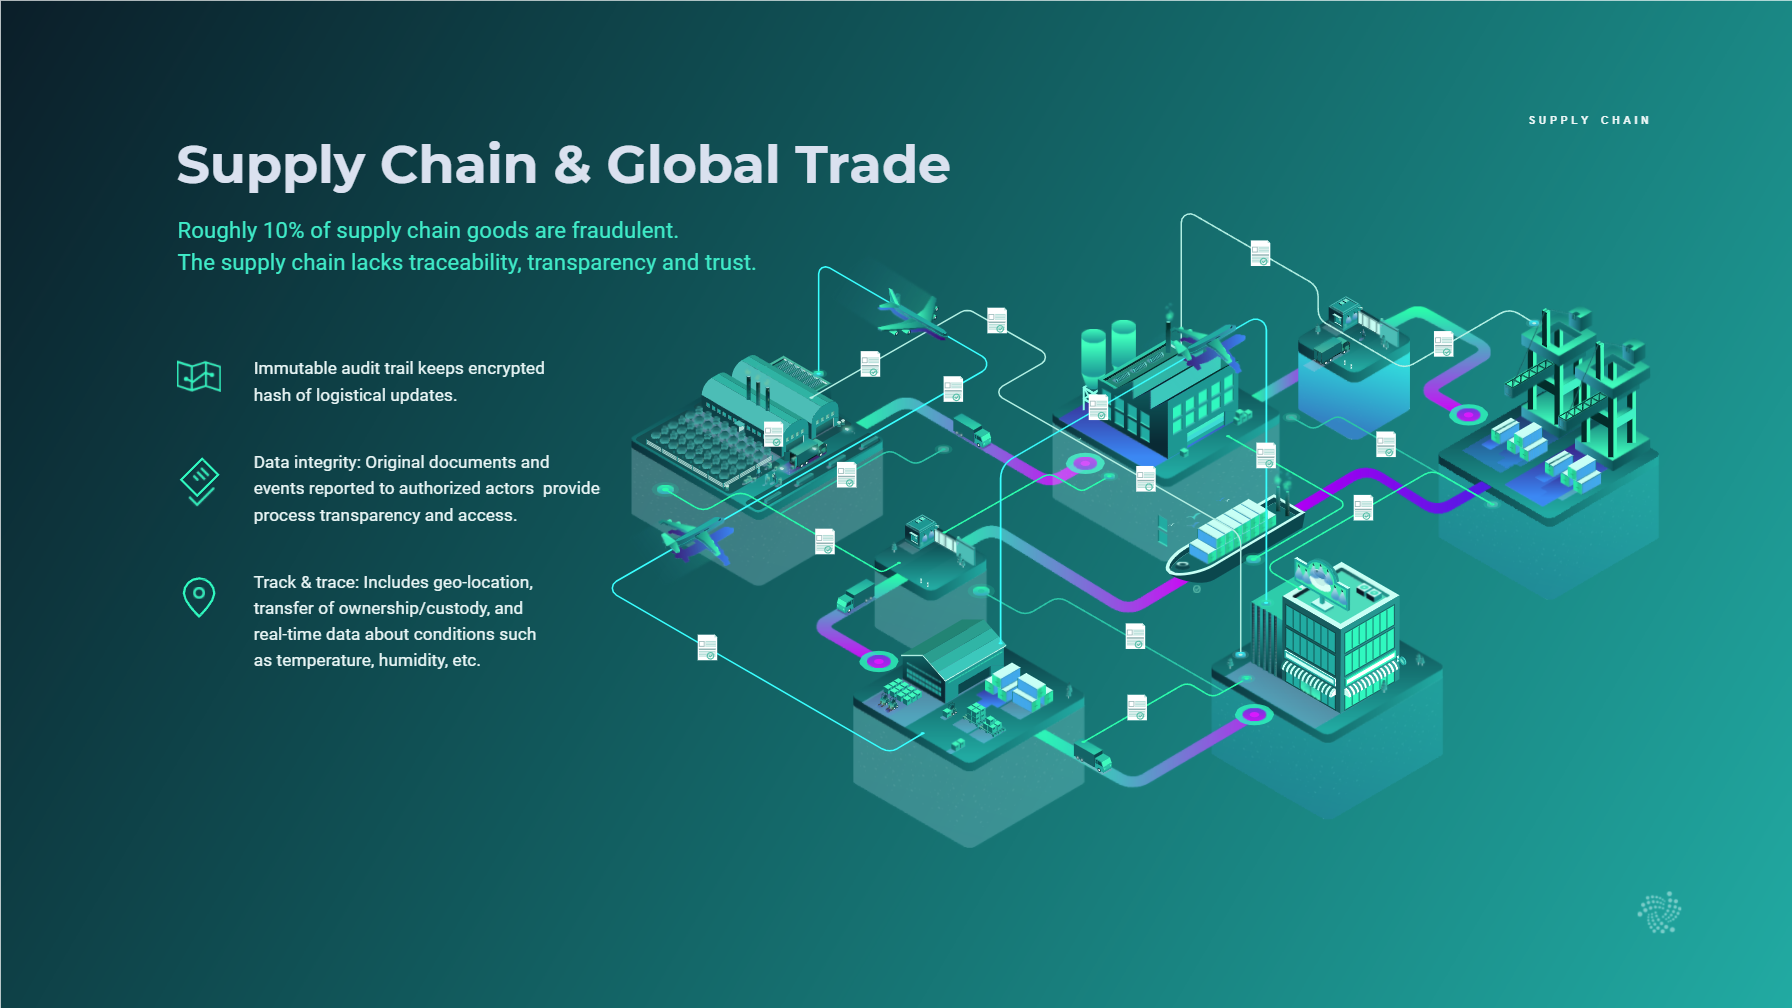 SUPPLY CHAIN
Supply Chain & Global Trade
Roughly 10% of supply chain goods are fraudulent.
The supply chain lacks traceability, transparency and trust.
Immutable audit trail keeps encrypted
hash of logistical updates.
Data integrity: Original documents and
events reported to authorized actors  provide
process transparency and access.
Track & trace: Includes geo-location,
transfer of ownership/custody, and
real-time data about conditions such
as temperature, humidity, etc.